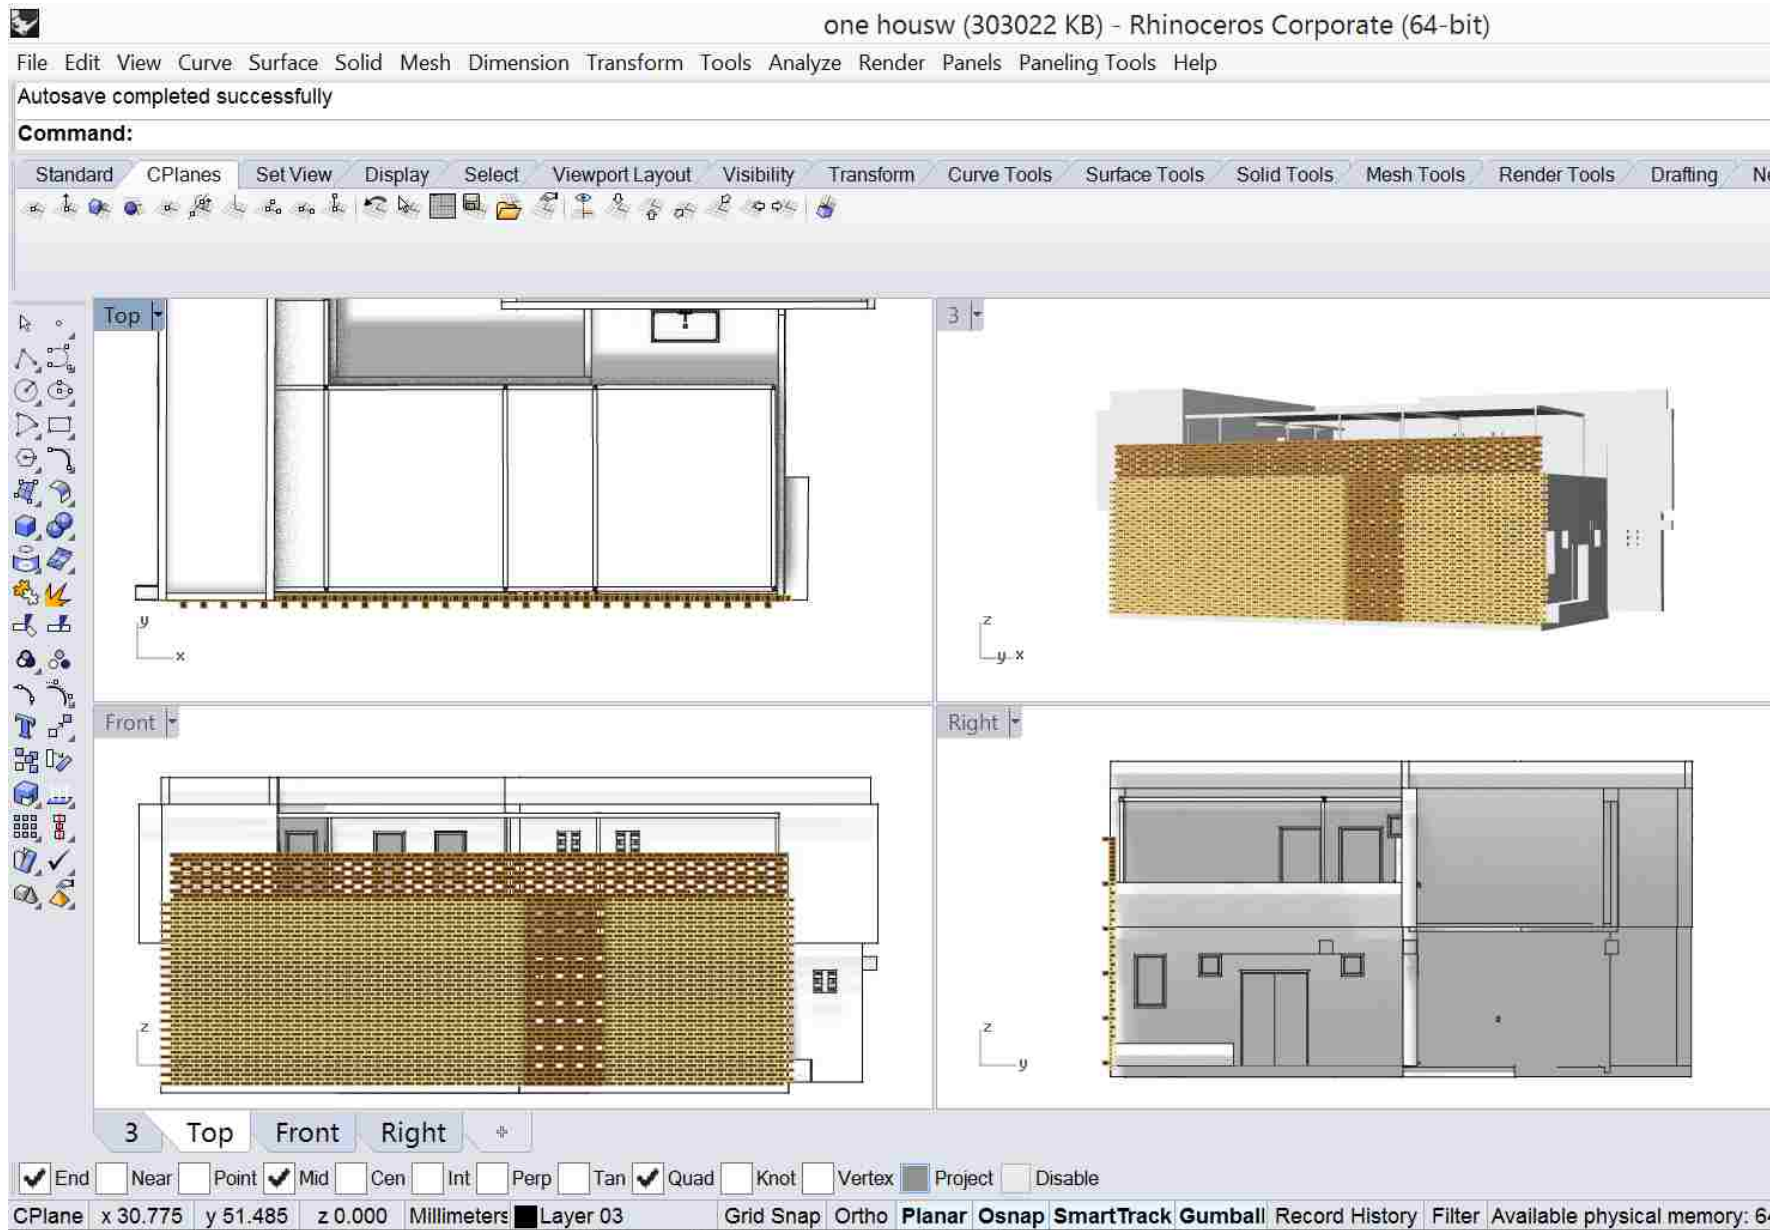 one housw (303022 KB) - Rhinoceros Corporate (64-bit)
File Edit View Curve Surface Solid Mesh Dimension Transform Tools Analyze Render Panels Paneling Tools Help
Autosave completed successfully
Command:
Standard CPlanes Set View Display Select Viewport Layout Visibility Transform Curve Tools Surface Tools Solid Tools Mesh Tools Render Tools Drafting
Top 3
y
x
z
y x
Front Right
z
z
y
3 Top Front Right
End Near Point Mid Cen Int Perp Tan Quad Knot Vertex Project Disable
CPlane x 30.775 y 51.485 z 0.000 Millimeters Layer 03 Grid Snap Ortho Planar Osnap SmartTrack Gumball Record History Filter Available physical memory: 64